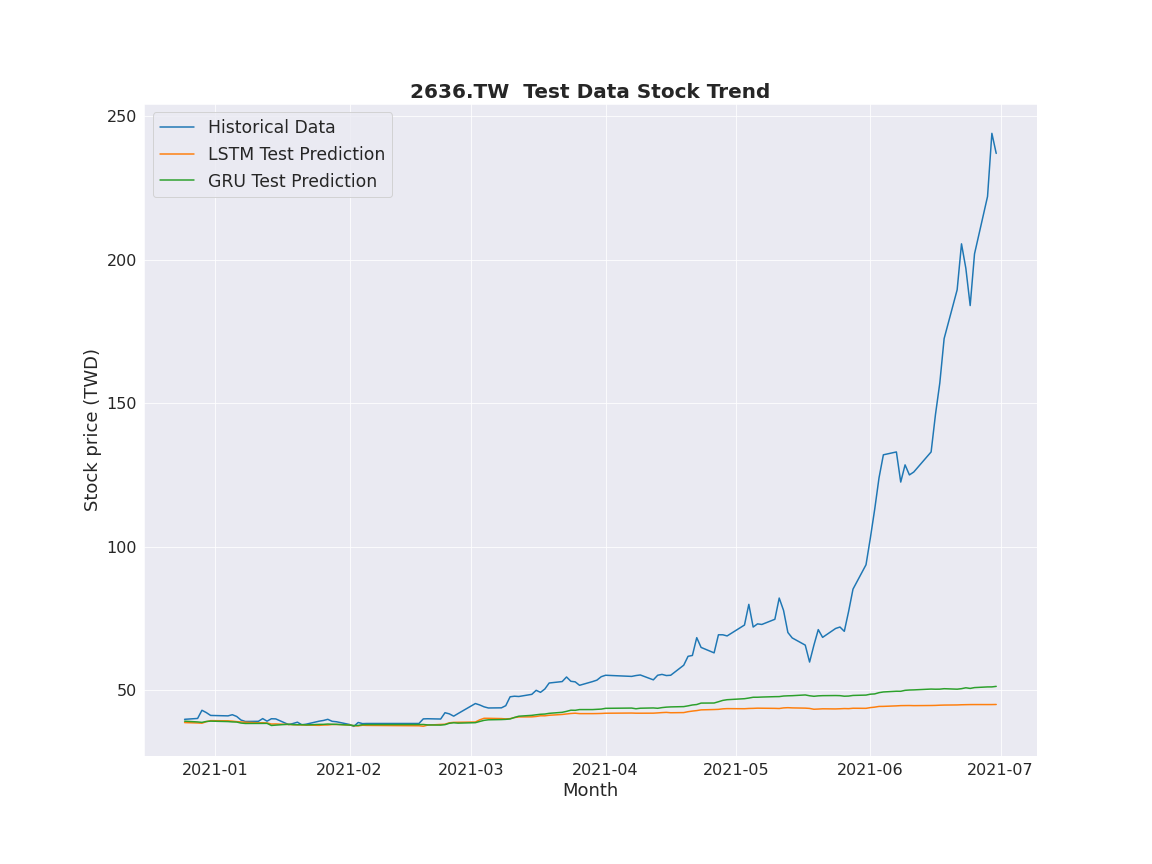 2636.TW  Test Data Stock Trend
Historical Data
LSTM Test Prediction
GRU Test Prediction
250
200
150
100
50
Stock price (TWD)
2021-01
2021-02
2021-03
2021-04
2021-05
2021-06
2021-07
Month